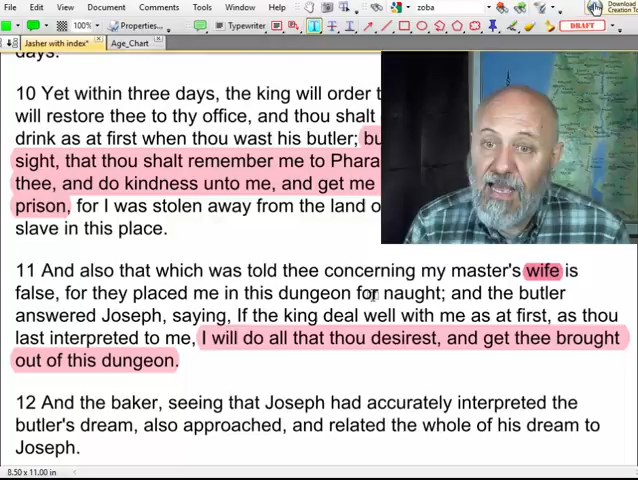 File Edit View Comments Tools Window Help zoba Download Creation To
100% Properties... Typewriter T DRAFT
Jasher with index* Age_Chart
days.
10 Yet within three days, the king will order t
will restore thee to thy office, and thou shalt
drink as at first when thou wast his butler; bu
sight, that thou shalt remember me to Phara
thee, and do kindness unto me, and get me
prison, for I was stolen away from the land o
slave in this place.
11 And also that which was told thee concerning my master's wife is
false, for they placed me in this dungeon for naught; and the butler
answered Joseph, saying, If the king deal well with me as at first, as thou
last interpreted to me, I will do all that thou desirest, and get thee brought
out of this dungeon.
12 And the baker, seeing that Joseph had accurately interpreted the
butler's dream, also approached, and related the whole of his dream to
Joseph.
8.50 x 11.00 in